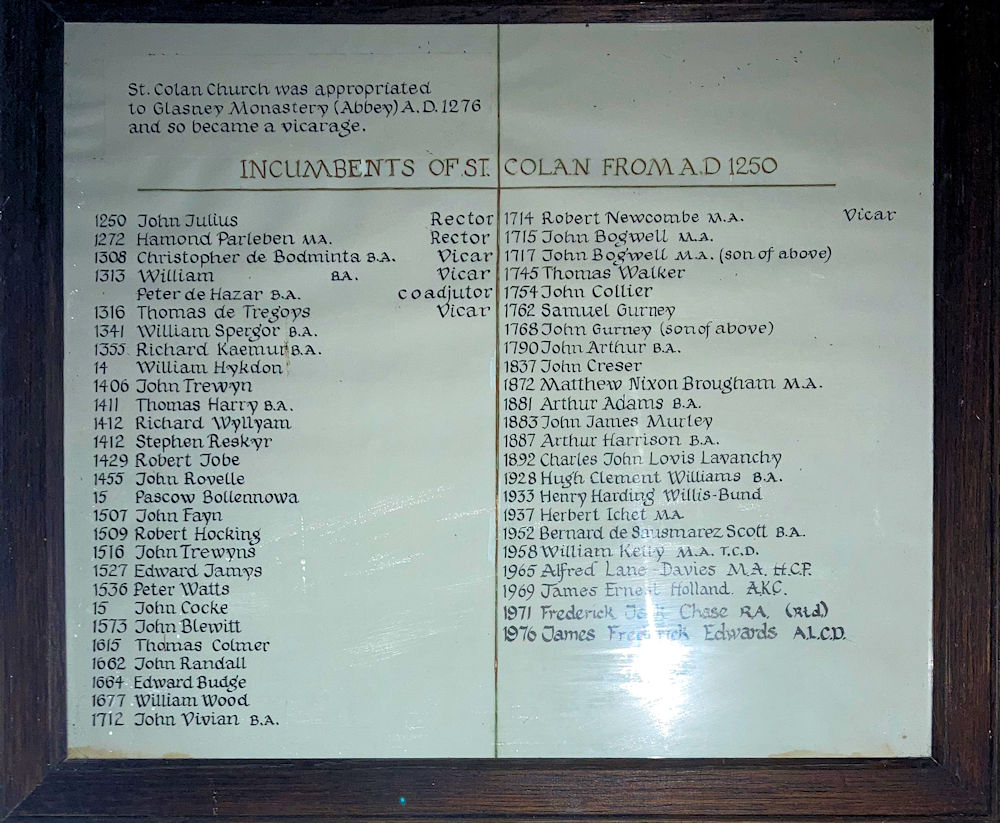 St. Colan Church was appropriated
to Glasney Monastery (Abbey) A.D. 1276
and so became a vicarage.
INCUMBENTS OF ST. COLAN FROM A.D 1250
1250 John Julius Rector
1272 Hamond Parleben MA. Rector
1308 Christopher de Bodminta B.A. Vicar
1313 William BA. Vicar
Peter de Hazar B.A. coadjutor
1316 Thomas de Tregoys Vicar
1341 William Spergor B.A.
1355 Richard Kaemur B.A.
14 William Hykdon
1406 John Trewyn
1411 Thomas Harry B.A.
1412 Richard Wyllyam
1412 Stephen Reskyr
1429 Robert Jobe
1455 John Rovelle
15 Pascow Bollennowa
1507 John Fayn
1509 Robert Hocking
1516 John Trewyns
1527 Edward Jamys
1536 Peter Watts
15 John Cocke
1573 John Blewitt
1615 Thomas Colmer
1662 John Randall
1664 Edward Budge
1677 William Wood
1712 John Vivian B.A.
1714 Robert Newcombe M.A. Vicar
1715 John Bogwell M.A.
1717 John Bogwell M.A. (son of above)
1745 Thomas Walker
1754 John Collier
1762 Samuel Gurney
1768 John Gurney (son of above)
1790 John Arthur B.A.
1837 John Creser
1872 Matthew Nixon Brougham M.A.
1881 Arthur Adams B.A.
1883 John James Murley
1887 Arthur Harrison B.A.
1892 Charles John Lovis Lavanchy
1928 Hugh Clement Williams B.A.
1933 Henry Harding Willis-Bund
1937 Herbert Ichet MA.
1952 Bernard de Sausmarez Scott B.A.
1958 William Kelly M.A. T.C.D.
1965 Alfred Lane-Davies M.A. H.C.F.
1969 James Ernest Holland. A.K.C.
1971 Frederick Jack Chase R.A. (Rtd)
1976 James Frederick Edwards A.L.C.D.